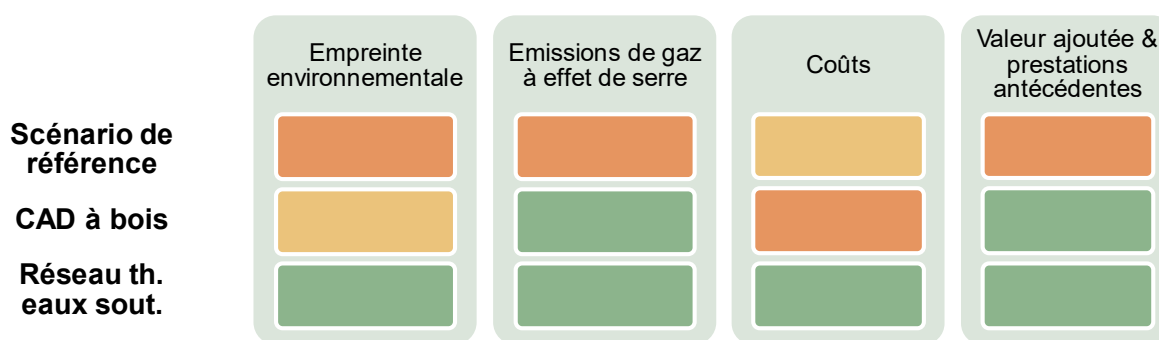 Empreinte
environnementale
Emissions de gaz
à effet de serre
Coûts
Valeur ajoutée &
prestations
antécédentes
Scénario de
référence
CAD à bois
Réseau th.
eaux sout.